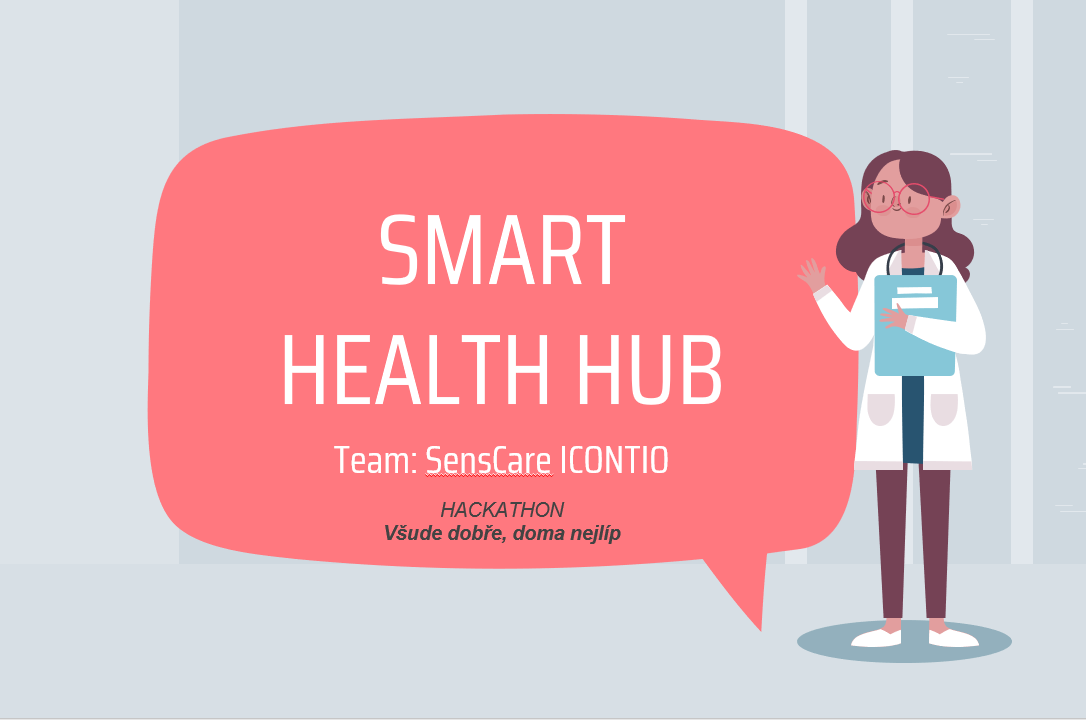 SMART
HEALTH HUB
Team: SensCare ICONTIO
HACKATHON
Všude dobře, doma nejlíp